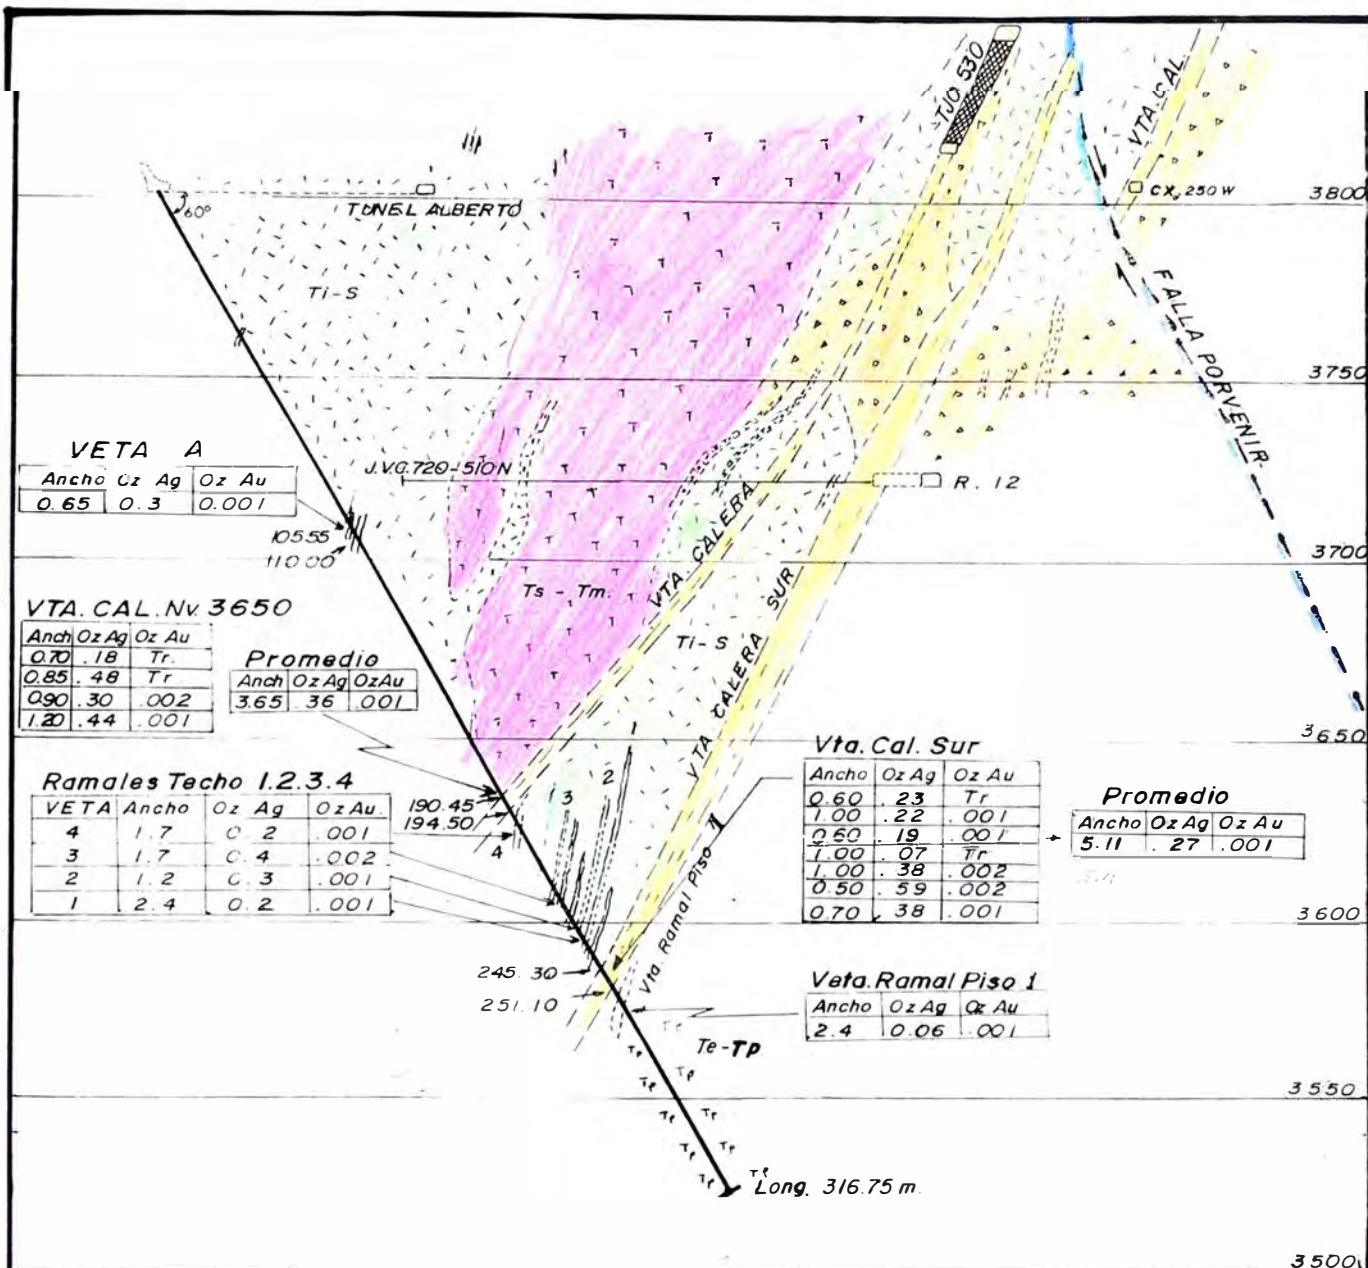 TJO 530
VTA. CAL.
CX. 250 W
3800
60°
TUNEL ALBERTO
Ti-S
FALLA PORVENIR
3750
VETA A
Ancho Oz Ag Oz Au
0.65 0.3 0.001
J.V.C. 720-510N
R. 12
105.55
110.00
3700
VTA. CALERA
Ts - Tm.
Ti-S
VTA CALERA SUR
VTA. CAL. Nv. 3650
Anch Oz Ag Oz Au
0.70 .18 Tr.
0.85 .48 Tr
0.90 .30 .002
1.20 .44 .001
Promedio
Anch Oz Ag Oz Au
3.65 .36 .001
3650
Ramales Techo 1.2.3.4
VETA Ancho Oz Ag Oz Au.
4 1.7 0.2 .001
3 1.7 0.4 .002
2 1.2 0.3 .001
1 2.4 0.2 .001
190.45
194.50
4
3
2
1
Vta. Cal. Sur
Ancho Oz Ag Oz Au
0.60 .23 Tr
1.00 .22 .001
0.60 .19 .001
1.00 .07 Tr
1.00 .38 .002
0.50 .59 .002
0.70 .38 .001
Promedio
Ancho Oz Ag Oz Au
5.11 .27 .001
3600
Vta. Ramal Piso 1
245.30
251.10
Veta. Ramal Piso 1
Ancho Oz Ag Oz Au
2.4 0.06 .001
Te-Tp
3550
Long. 316.75 m.
3500